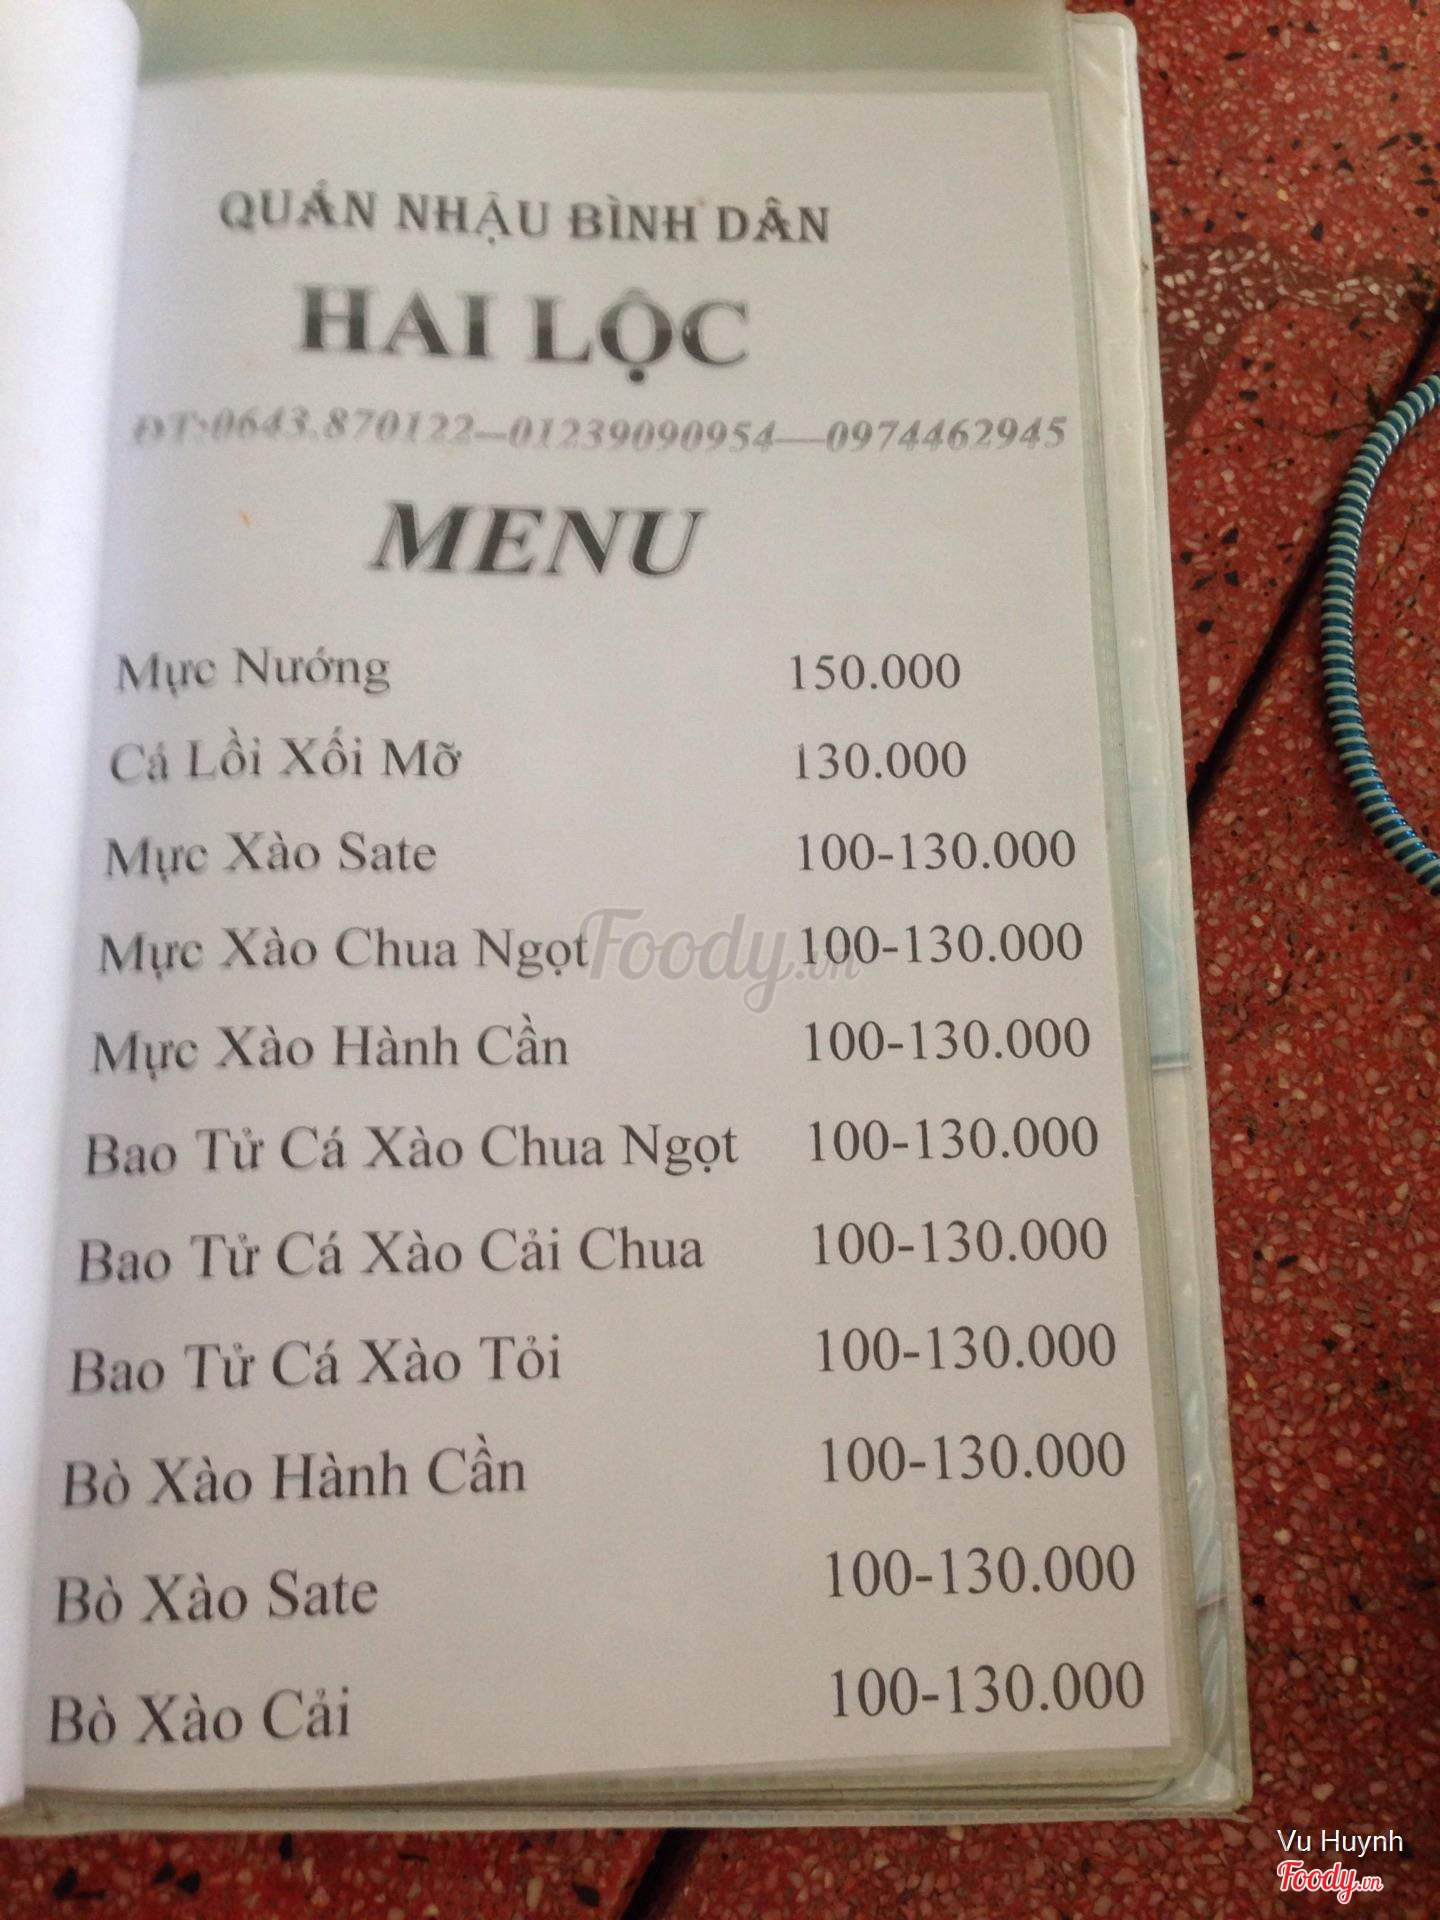 QUÁN NHẬU BÌNH DÂN
HAI LỘC
ĐT:0643.870122—01239090954—0974462945
MENU
Mực Nướng 150.000
Cá Lồi Xối Mỡ 130.000
Mực Xào Sate 100-130.000
Mực Xào Chua Ngọt 100-130.000
Foody.vn
Mực Xào Hành Cần 100-130.000
Bao Tử Cá Xào Chua Ngọt 100-130.000
Bao Tử Cá Xào Cải Chua 100-130.000
Bao Tử Cá Xào Tỏi 100-130.000
Bò Xào Hành Cần 100-130.000
Bò Xào Sate 100-130.000
Bò Xào Cải 100-130.000
Vu Huynh
Foody.vn